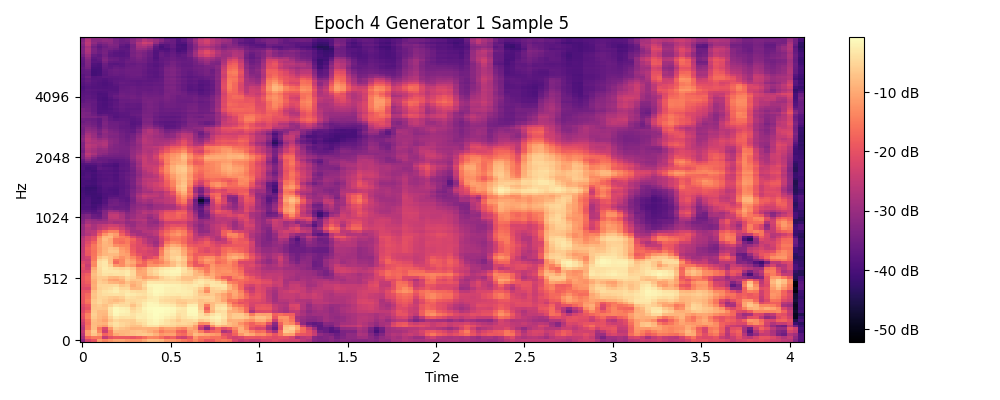 Epoch 4 Generator 1 Sample 5
Hz
4096
2048
1024
512
0
0 0.5 1 1.5 2 2.5 3 3.5 4
Time
-10 dB
-20 dB
-30 dB
-40 dB
-50 dB